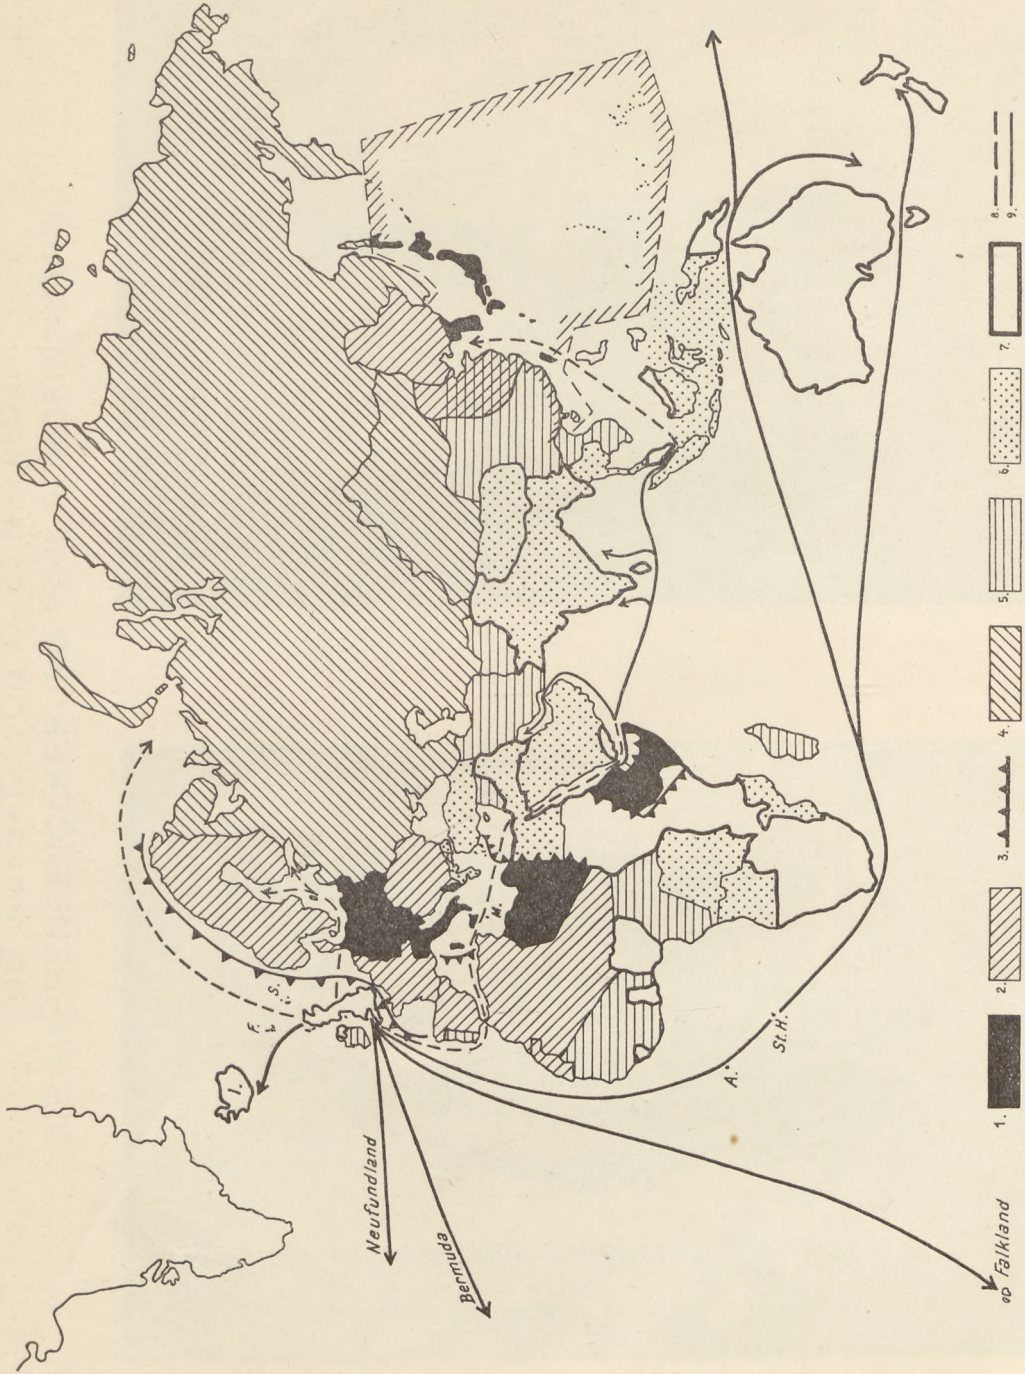 F.
S.
I.
M.
Neufundland
Bermuda
A.
St. H.
Falkland
1.
2.
3.
4.
5.
6.
7.
8.
9.